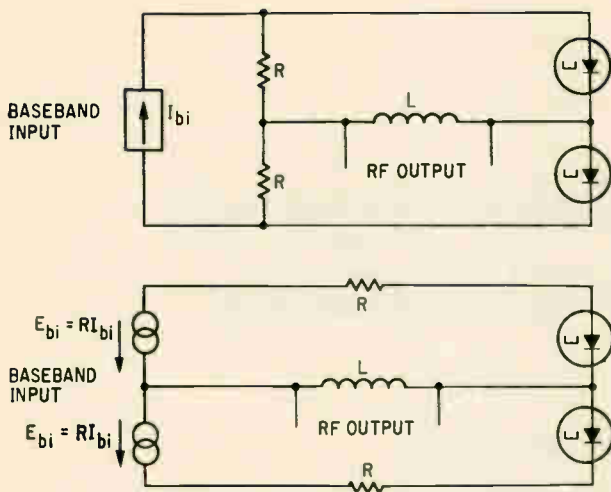 R
BASEBAND
INPUT
I_bi
L
RF OUTPUT
R
R
E_bi = RI_bi
L
BASEBAND
INPUT
RF OUTPUT
E_bi = RI_bi
R